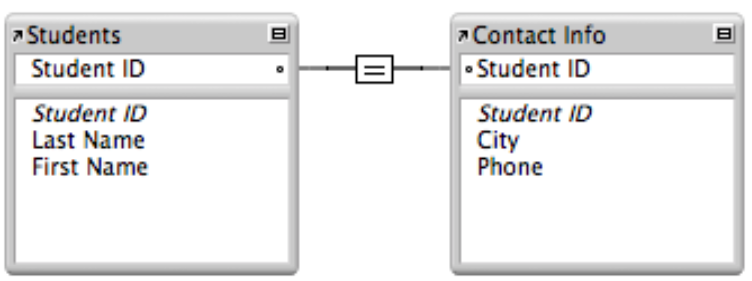 Students
Student ID
Student ID
Last Name
First Name
=
Contact Info
Student ID
Student ID
City
Phone